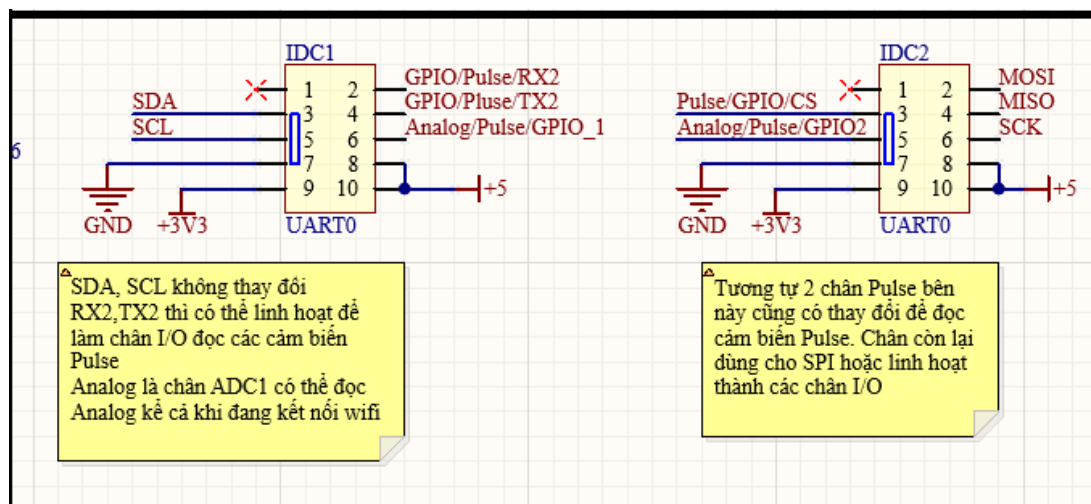 IDC1
1 2 GPIO/Pulse/RX2
SDA 3 4 GPIO/Pluse/TX2
SCL 5 6 Analog/Pulse/GPIO_1
7 8
9 10 +5
GND +3V3 UART0
6
IDC2
1 2 MOSI
Pulse/GPIO/CS 3 4 MISO
Analog/Pulse/GPIO2 5 6 SCK
7 8
9 10 +5
GND +3V3 UART0
SDA, SCL không thay đổi
RX2,TX2 thì có thể linh hoạt để
làm chân I/O đọc các cảm biến
Pulse
Analog là chân ADC1 có thể đọc
Analog kể cả khi đang kết nối wifi
Tương tự 2 chân Pulse bên
này cũng có thay đổi để đọc
cảm biến Pulse. Chân còn lại
dùng cho SPI hoặc linh hoạt
thành các chân I/O